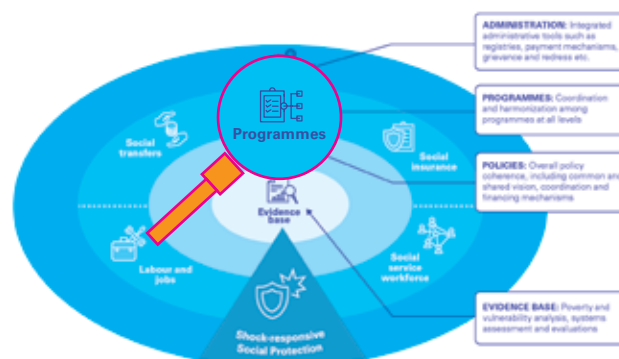 ADMINISTRATION: Integrated
administrative tools such as
registries, payment mechanisms,
grievance and redress etc.
Programmes
PROGRAMMES: Coordination
and harmonization among
programmes at all levels
Social
transfers
Social
insurance
POLICIES: Overall policy
coherence, including common and
shared vision, coordination and
financing mechanisms
Evidence
base
Labour and
jobs
Social
service
workforce
EVIDENCE BASE: Poverty and
vulnerability analysis, systems
assessment and evaluations
Shock-responsive
Social Protection